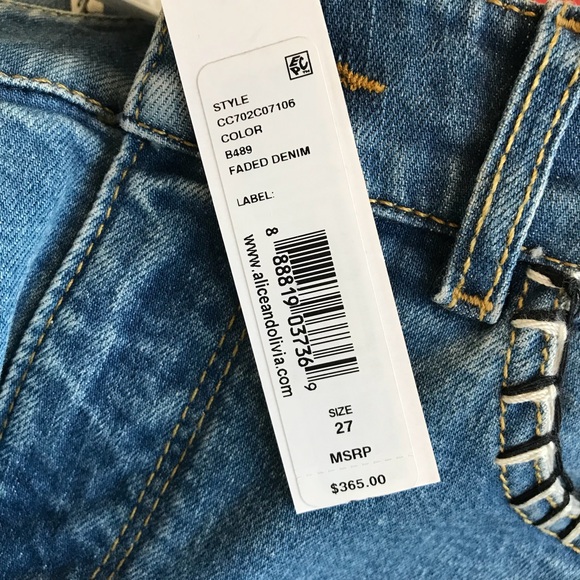 STYLE
CC702C07106
COLOR
B489
FADED DENIM
LABEL:
8 88819 03736 9
www.aliceandolivia.com
SIZE
27
MSRP
$365.00